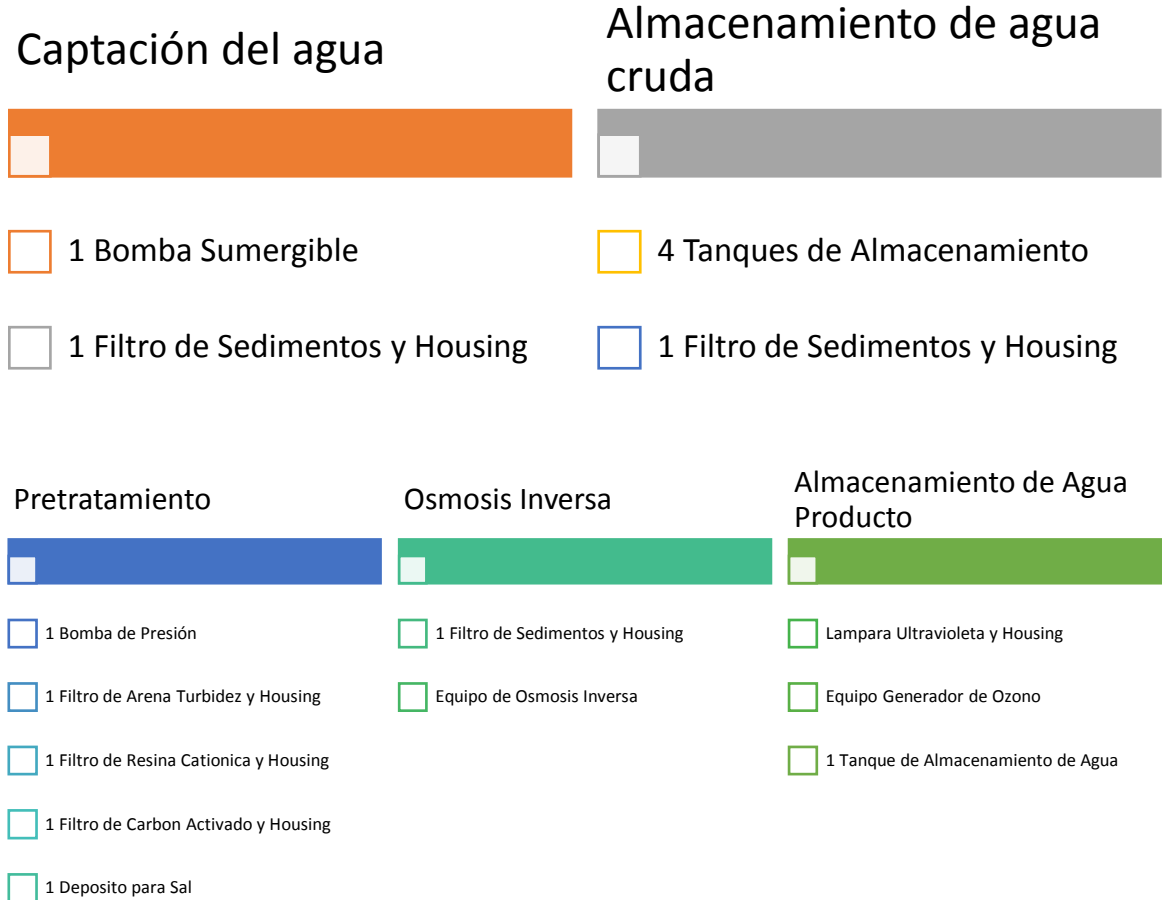 Captación del agua
1 Bomba Sumergible
1 Filtro de Sedimentos y Housing
Almacenamiento de agua
cruda
4 Tanques de Almacenamiento
1 Filtro de Sedimentos y Housing
Pretratamiento
1 Bomba de Presión
1 Filtro de Arena Turbidez y Housing
1 Filtro de Resina Cationica y Housing
1 Filtro de Carbon Activado y Housing
1 Deposito para Sal
Osmosis Inversa
1 Filtro de Sedimentos y Housing
Equipo de Osmosis Inversa
Almacenamiento de Agua
Producto
Lampara Ultravioleta y Housing
Equipo Generador de Ozono
1 Tanque de Almacenamiento de Agua